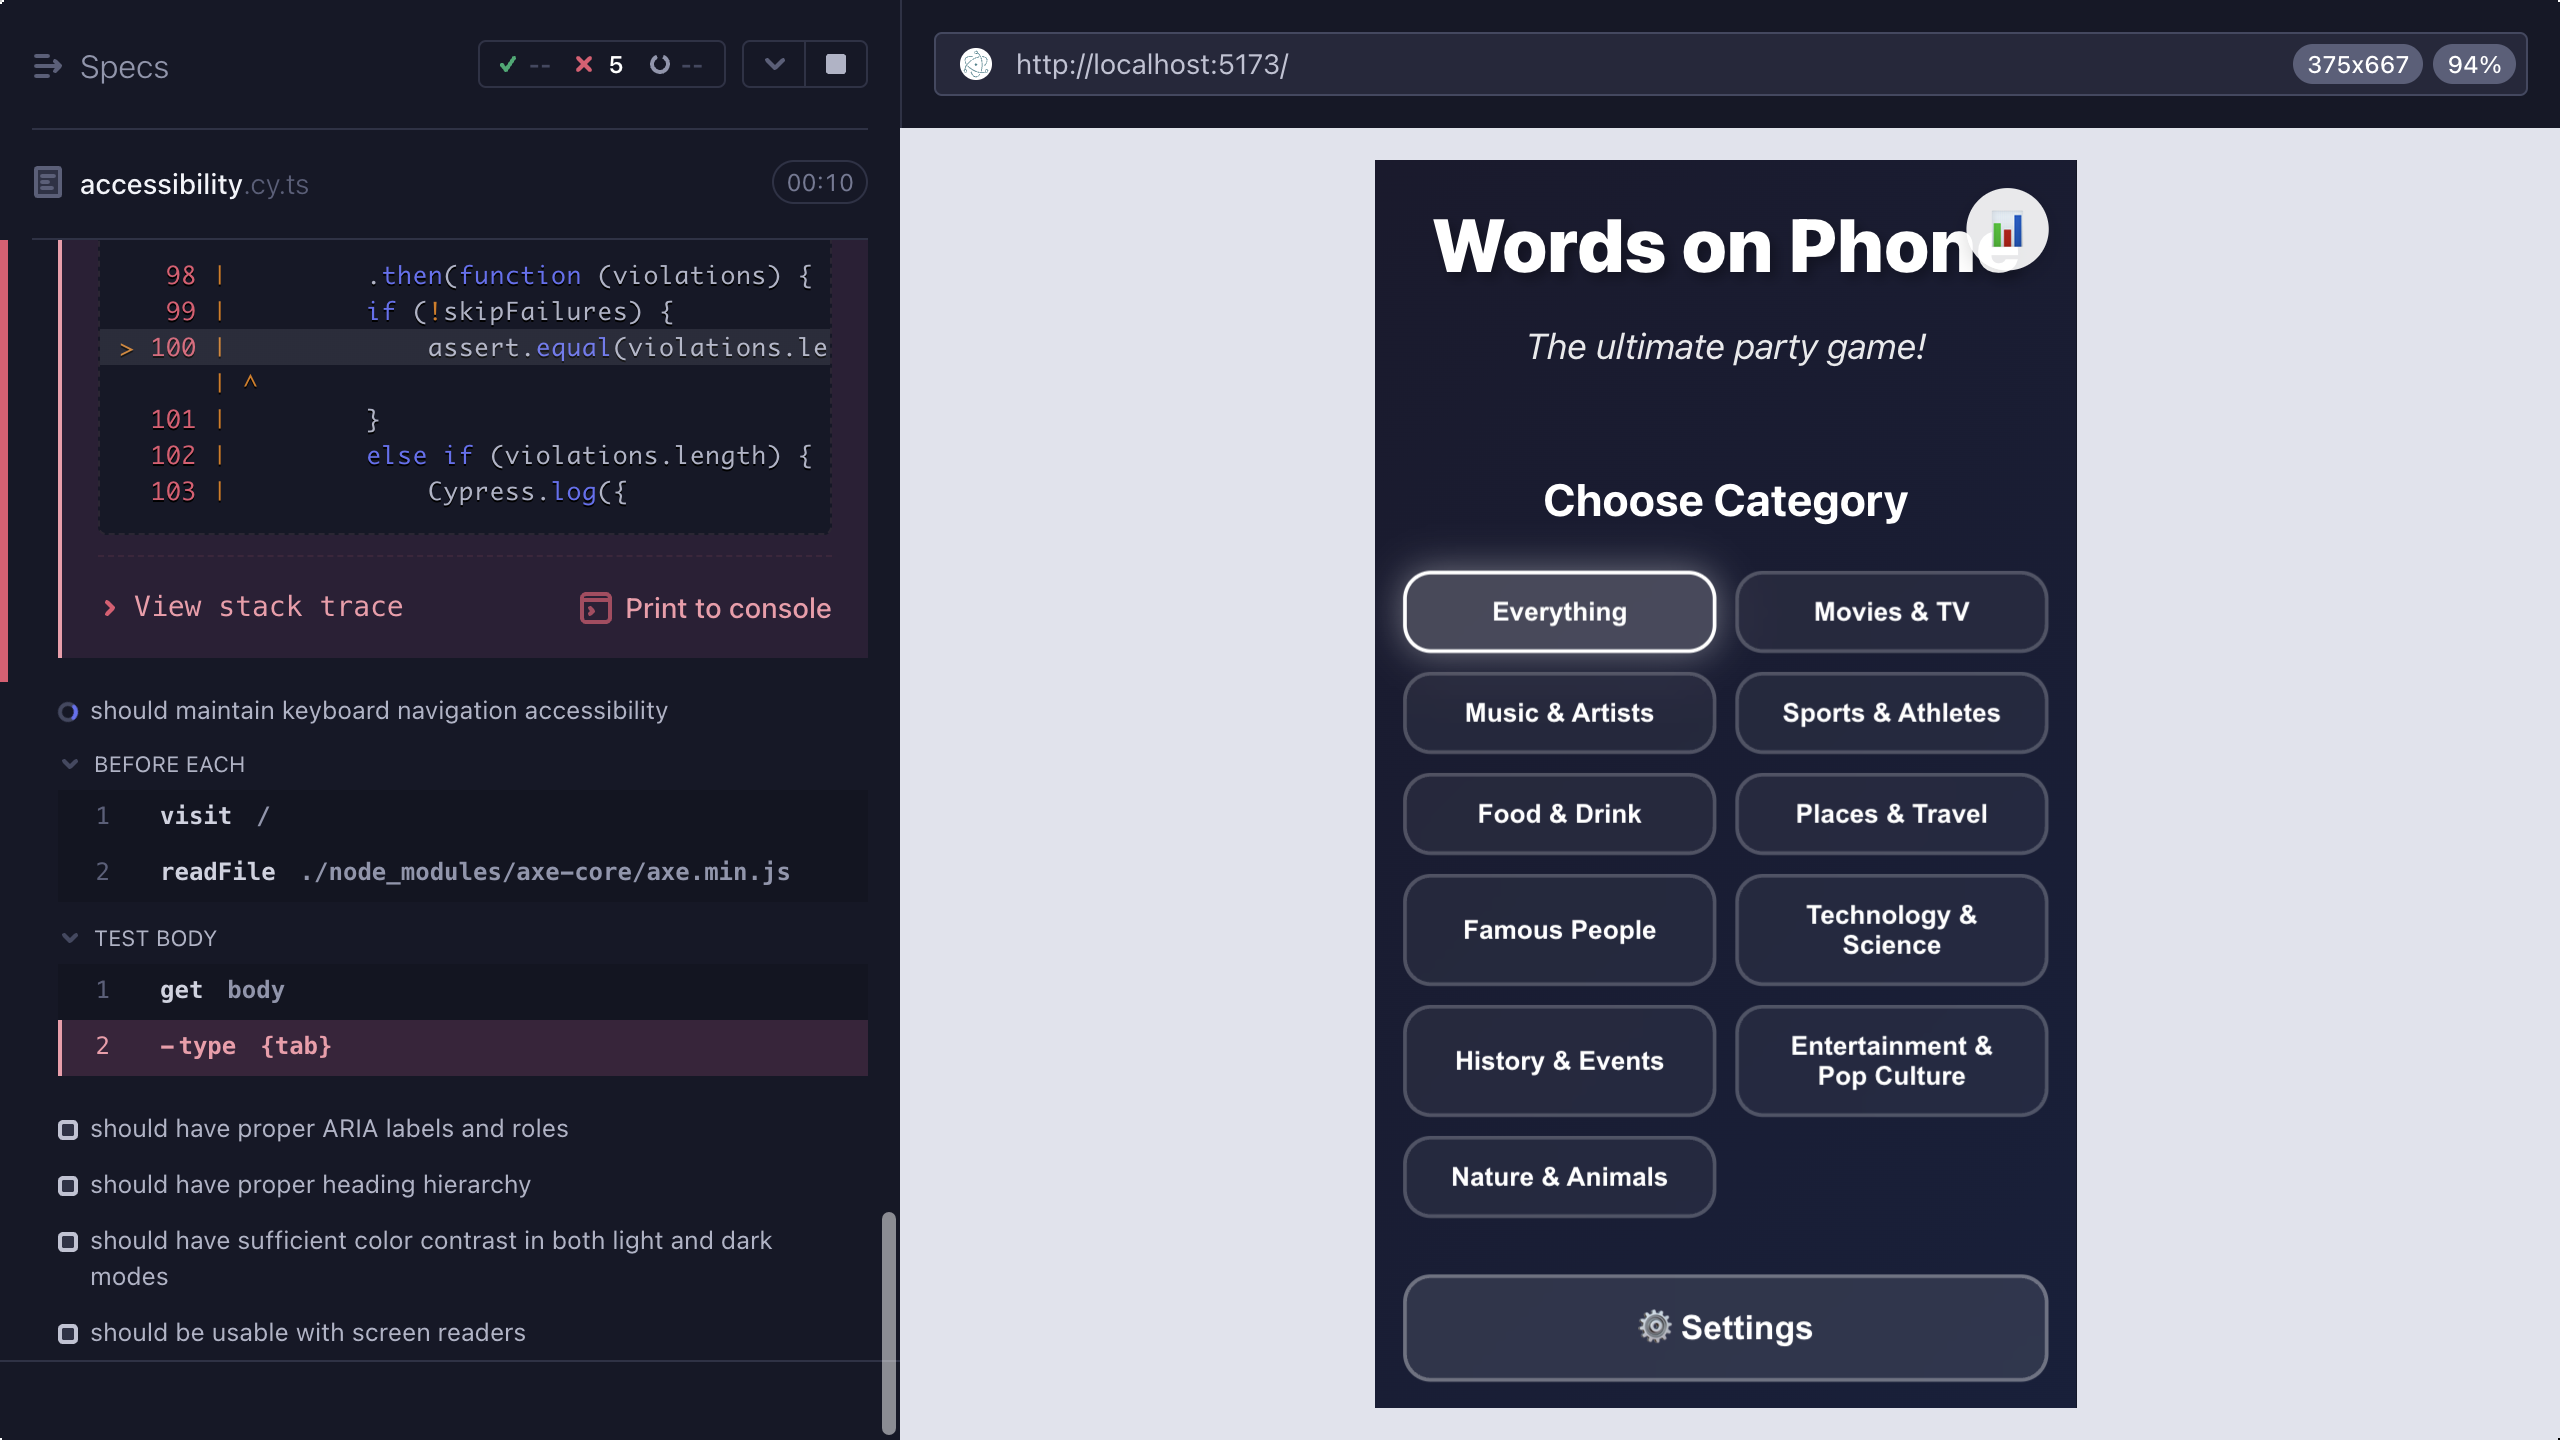 Specs
-- 5 --
accessibility.cy.ts
00:10
98 | .then(function (violations) {
99 | if (!skipFailures) {
> 100 | assert.equal(violations.le
| ^
101 | }
102 | else if (violations.length) {
103 | Cypress.log({
View stack trace
Print to console
should maintain keyboard navigation accessibility
BEFORE EACH
1 visit /
2 readFile ./node_modules/axe-core/axe.min.js
TEST BODY
1 get body
2 -type {tab}
should have proper ARIA labels and roles
should have proper heading hierarchy
should have sufficient color contrast in both light and dark
modes
should be usable with screen readers
http://localhost:5173/
375x667
94%
Words on Phone
The ultimate party game!
Choose Category
Everything
Movies & TV
Music & Artists
Sports & Athletes
Food & Drink
Places & Travel
Famous People
Technology &
Science
History & Events
Entertainment &
Pop Culture
Nature & Animals
Settings